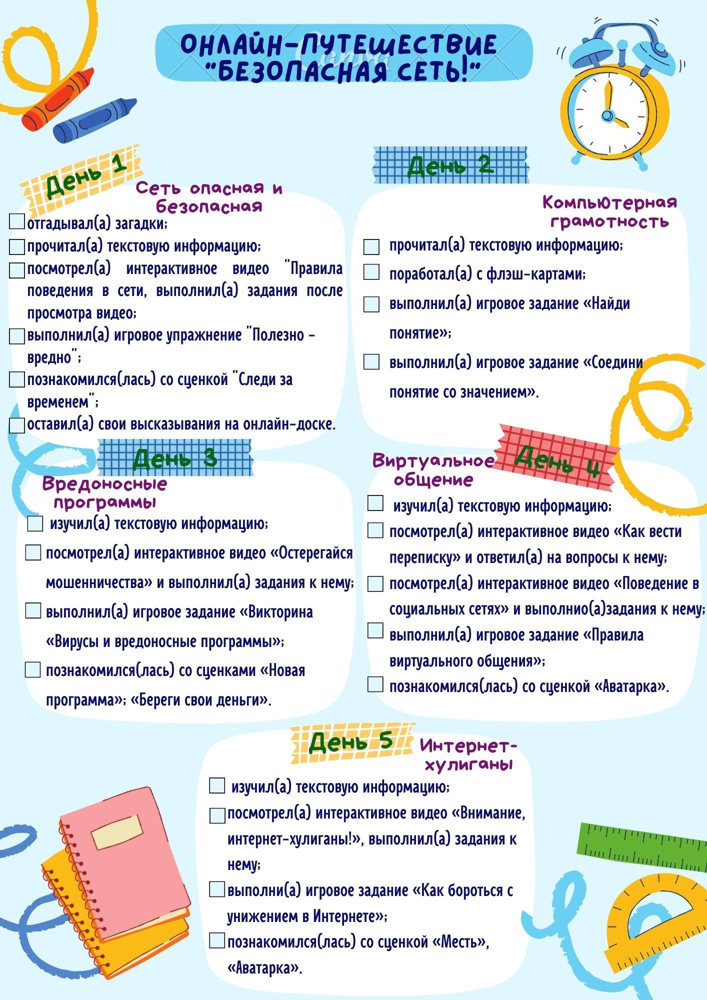 ОНЛАЙН-ПУТЕШЕСТВИЕ
"БЕЗОПАСНАЯ СЕТЬ!"
Canva
День 1
Сеть опасная и
безопасная
отгадывал(а) загадки;
прочитал(а) текстовую информацию;
посмотрел(а) интерактивное видео "Правила
поведения в сети, выполнил(а) задания после
просмотра видео;
выполнил(а) игровое упражнение "Полезно -
вредно";
познакомился(лась) со сценкой "Следи за
временем";
оставил(а) свои высказывания на онлайн-доске.
День 2
Компьютерная
грамотность
прочитал(а) текстовую информацию;
поработал(а) с флэш-картами;
выполнил(а) игровое задание «Найди
понятие»;
выполнил(а) игровое задание «Соедини
понятие со значением».
День 3
Вредоносные
программы
изучил(а) текстовую информацию;
посмотрел(а) интерактивное видео «Остерегайся
мошенничества» и выполнил(а) задания к нему;
выполнил(а) игровое задание «Викторина
«Вирусы и вредоносные программы»;
познакомился(лась) со сценками «Новая
программа»; «Береги свои деньги».
День 4
Виртуальное
общение
изучил(а) текстовую информацию;
посмотрел(а) интерактивное видео «Как вести
переписку» и ответил(а) на вопросы к нему;
посмотрел(а) интерактивное видео «Поведение в
социальных сетях» и выполнио(а)задания к нему;
выполнил(а) игровое задание «Правила
виртуального общения»;
познакомился(лась) со сценкой «Аватарка».
День 5
Интернет-
хулиганы
изучил(а) текстовую информацию;
посмотрел(а) интерактивное видео «Внимание,
интернет-хулиганы!», выполнил(а) задания к
нему;
выполни(а) игровое задание «Как бороться с
унижением в Интернете»;
познакомился(лась) со сценкой «Месть»,
«Аватарка».